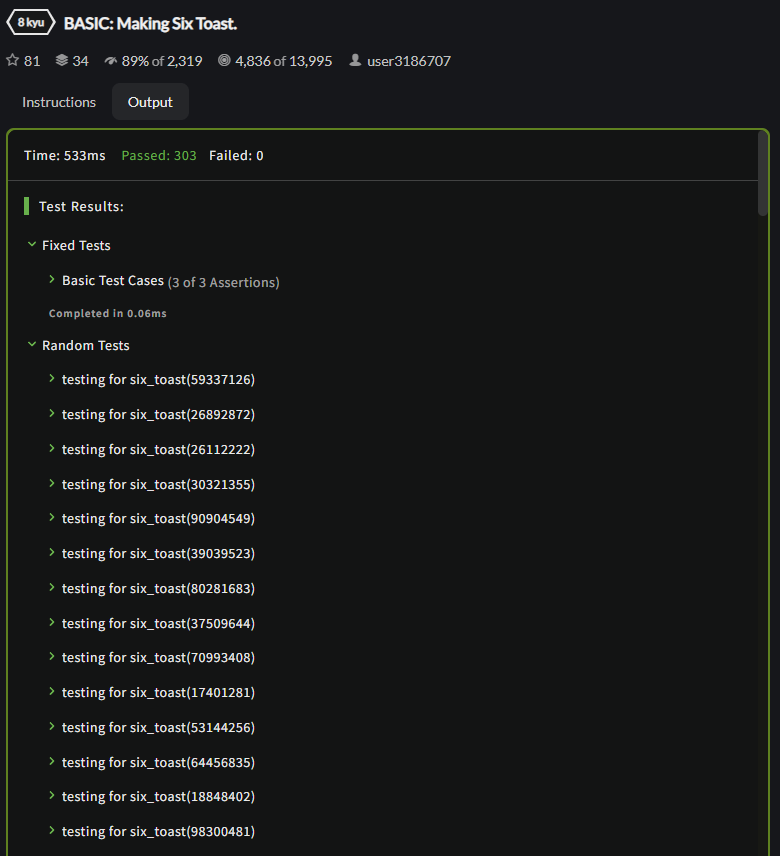 8 kyu BASIC: Making Six Toast.
81 34 89% of 2,319 4,836 of 13,995 user3186707
Instructions Output
Time: 533ms Passed: 303 Failed: 0
Test Results:
Fixed Tests
Basic Test Cases (3 of 3 Assertions)
Completed in 0.06ms
Random Tests
testing for six_toast(59337126)
testing for six_toast(26892872)
testing for six_toast(26112222)
testing for six_toast(30321355)
testing for six_toast(90904549)
testing for six_toast(39039523)
testing for six_toast(80281683)
testing for six_toast(37509644)
testing for six_toast(70993408)
testing for six_toast(17401281)
testing for six_toast(53144256)
testing for six_toast(64456835)
testing for six_toast(18848402)
testing for six_toast(98300481)